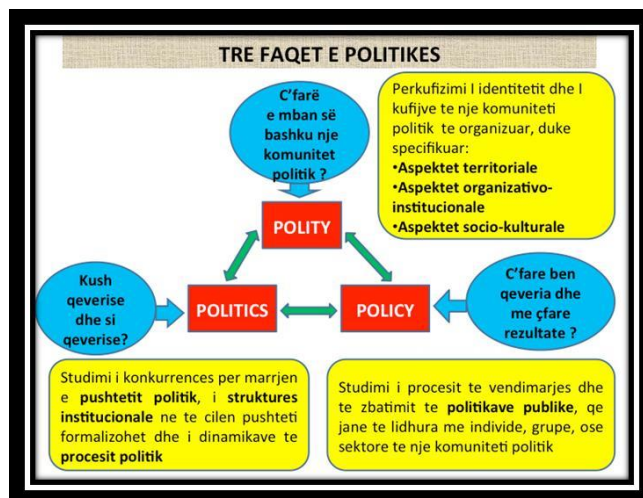 TRE FAQET E POLITIKES
C'farë
e mban së
bashku nje
komunitet
politik ?
Perkufizimi I identitetit dhe I
kufijve te nje komuniteti
politik te organizuar, duke
specifikuar:
•Aspektet territoriale
•Aspektet organizativo-
institucionale
•Aspektet socio-kulturale
POLITY
Kush
qeverise
dhe si
qeverise?
POLITICS
POLICY
C'fare ben
qeveria dhe
me çfare
rezultate ?
Studimi i konkurrences per marrjen
e pushtetit politik, i struktures
institucionale ne te cilen pushteti
formalizohet dhe i dinamikave te
procesit politik
Studimi i procesit te vendimarjes dhe
te zbatimit te politikave publike, qe
jane te lidhura me individe, grupe, ose
sektore te nje komuniteti politik